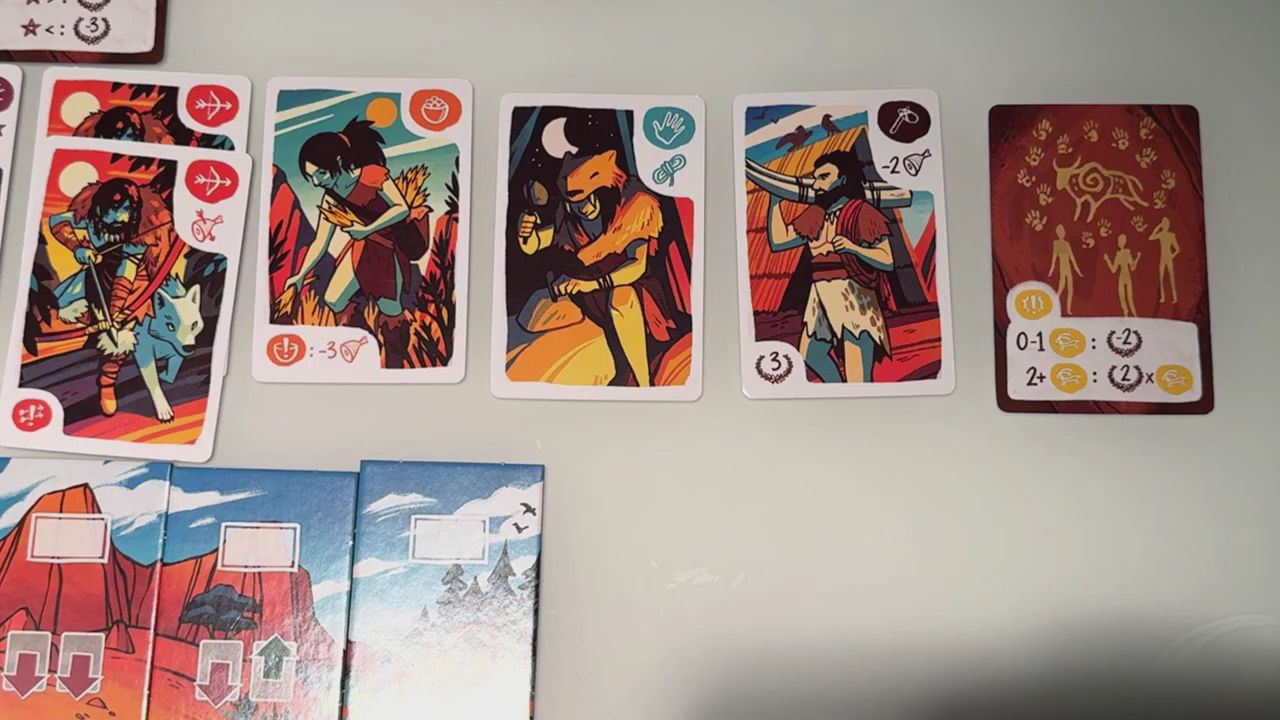 < : -3
: -3
-2
3
0-1 : -2
2+ : 2 x